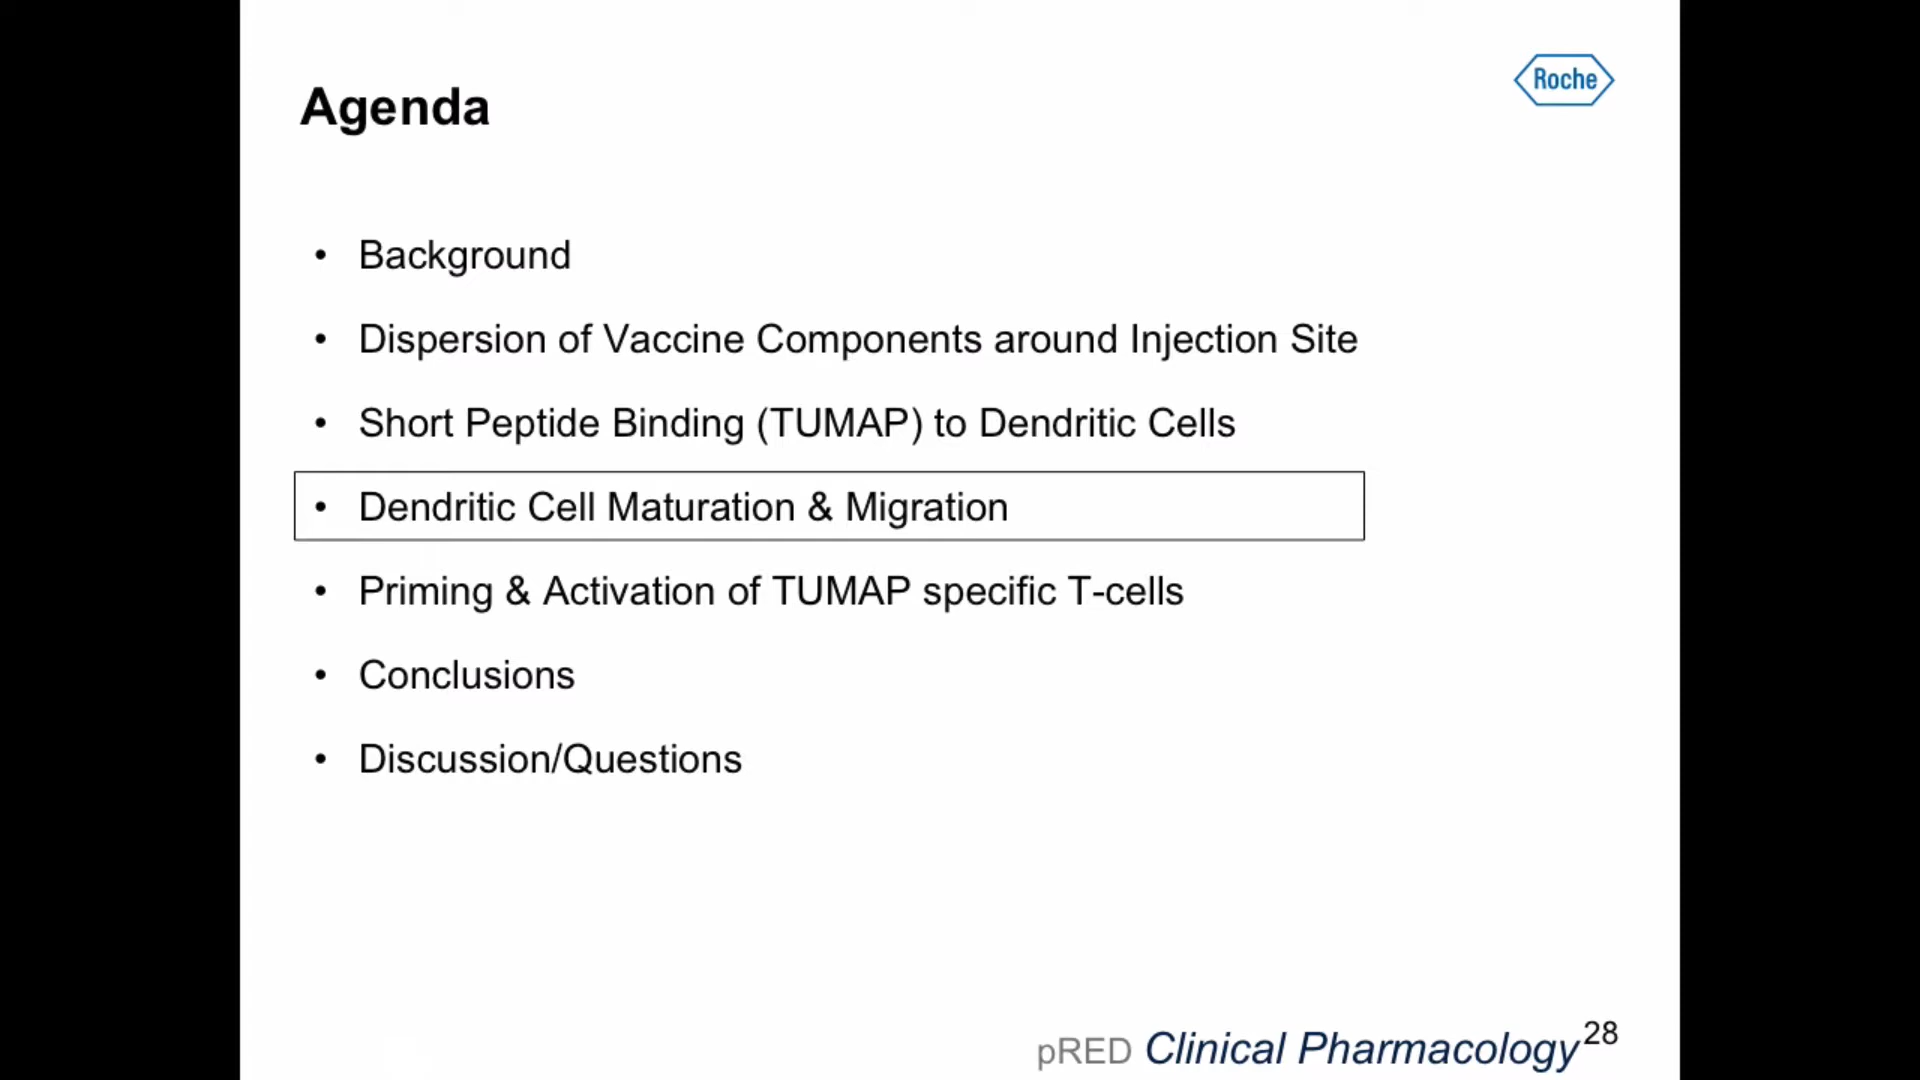 Agenda
Roche
• Background
• Dispersion of Vaccine Components around Injection Site
• Short Peptide Binding (TUMAP) to Dendritic Cells
• Dendritic Cell Maturation & Migration
• Priming & Activation of TUMAP specific T-cells
• Conclusions
• Discussion/Questions
pRED Clinical Pharmacology 28